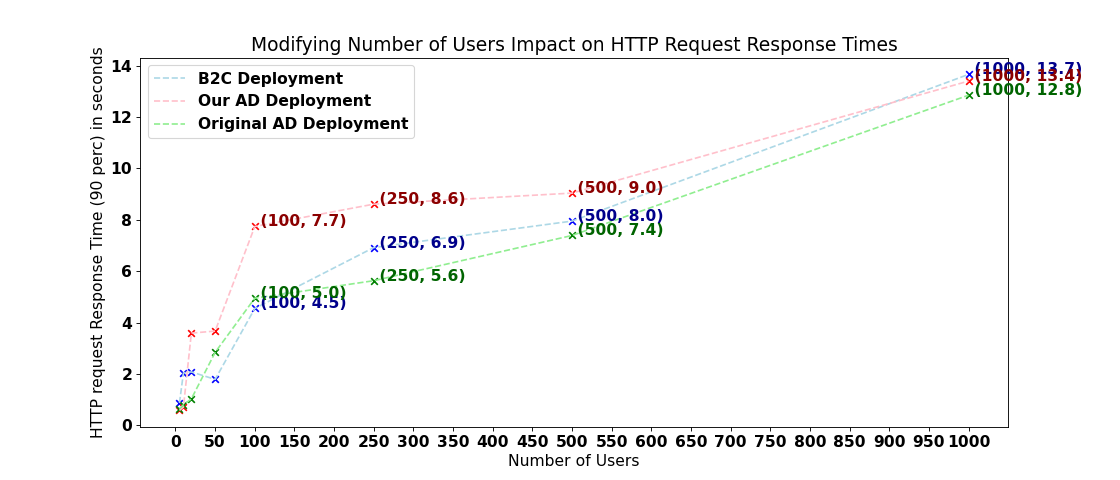 Modifying Number of Users Impact on HTTP Request Response Times
HTTP request Response Time (90 perc) in seconds
14
12
10
8
6
4
2
0
B2C Deployment
Our AD Deployment
Original AD Deployment
(1000, 13.7)
(1000, 13.4)
(1000, 12.8)
(500, 9.0)
(500, 8.0)
(500, 7.4)
(250, 8.6)
(250, 6.9)
(250, 5.6)
(100, 7.7)
(100, 5.0)
(100, 4.5)
0 50 100 150 200 250 300 350 400 450 500 550 600 650 700 750 800 850 900 950 1000
Number of Users